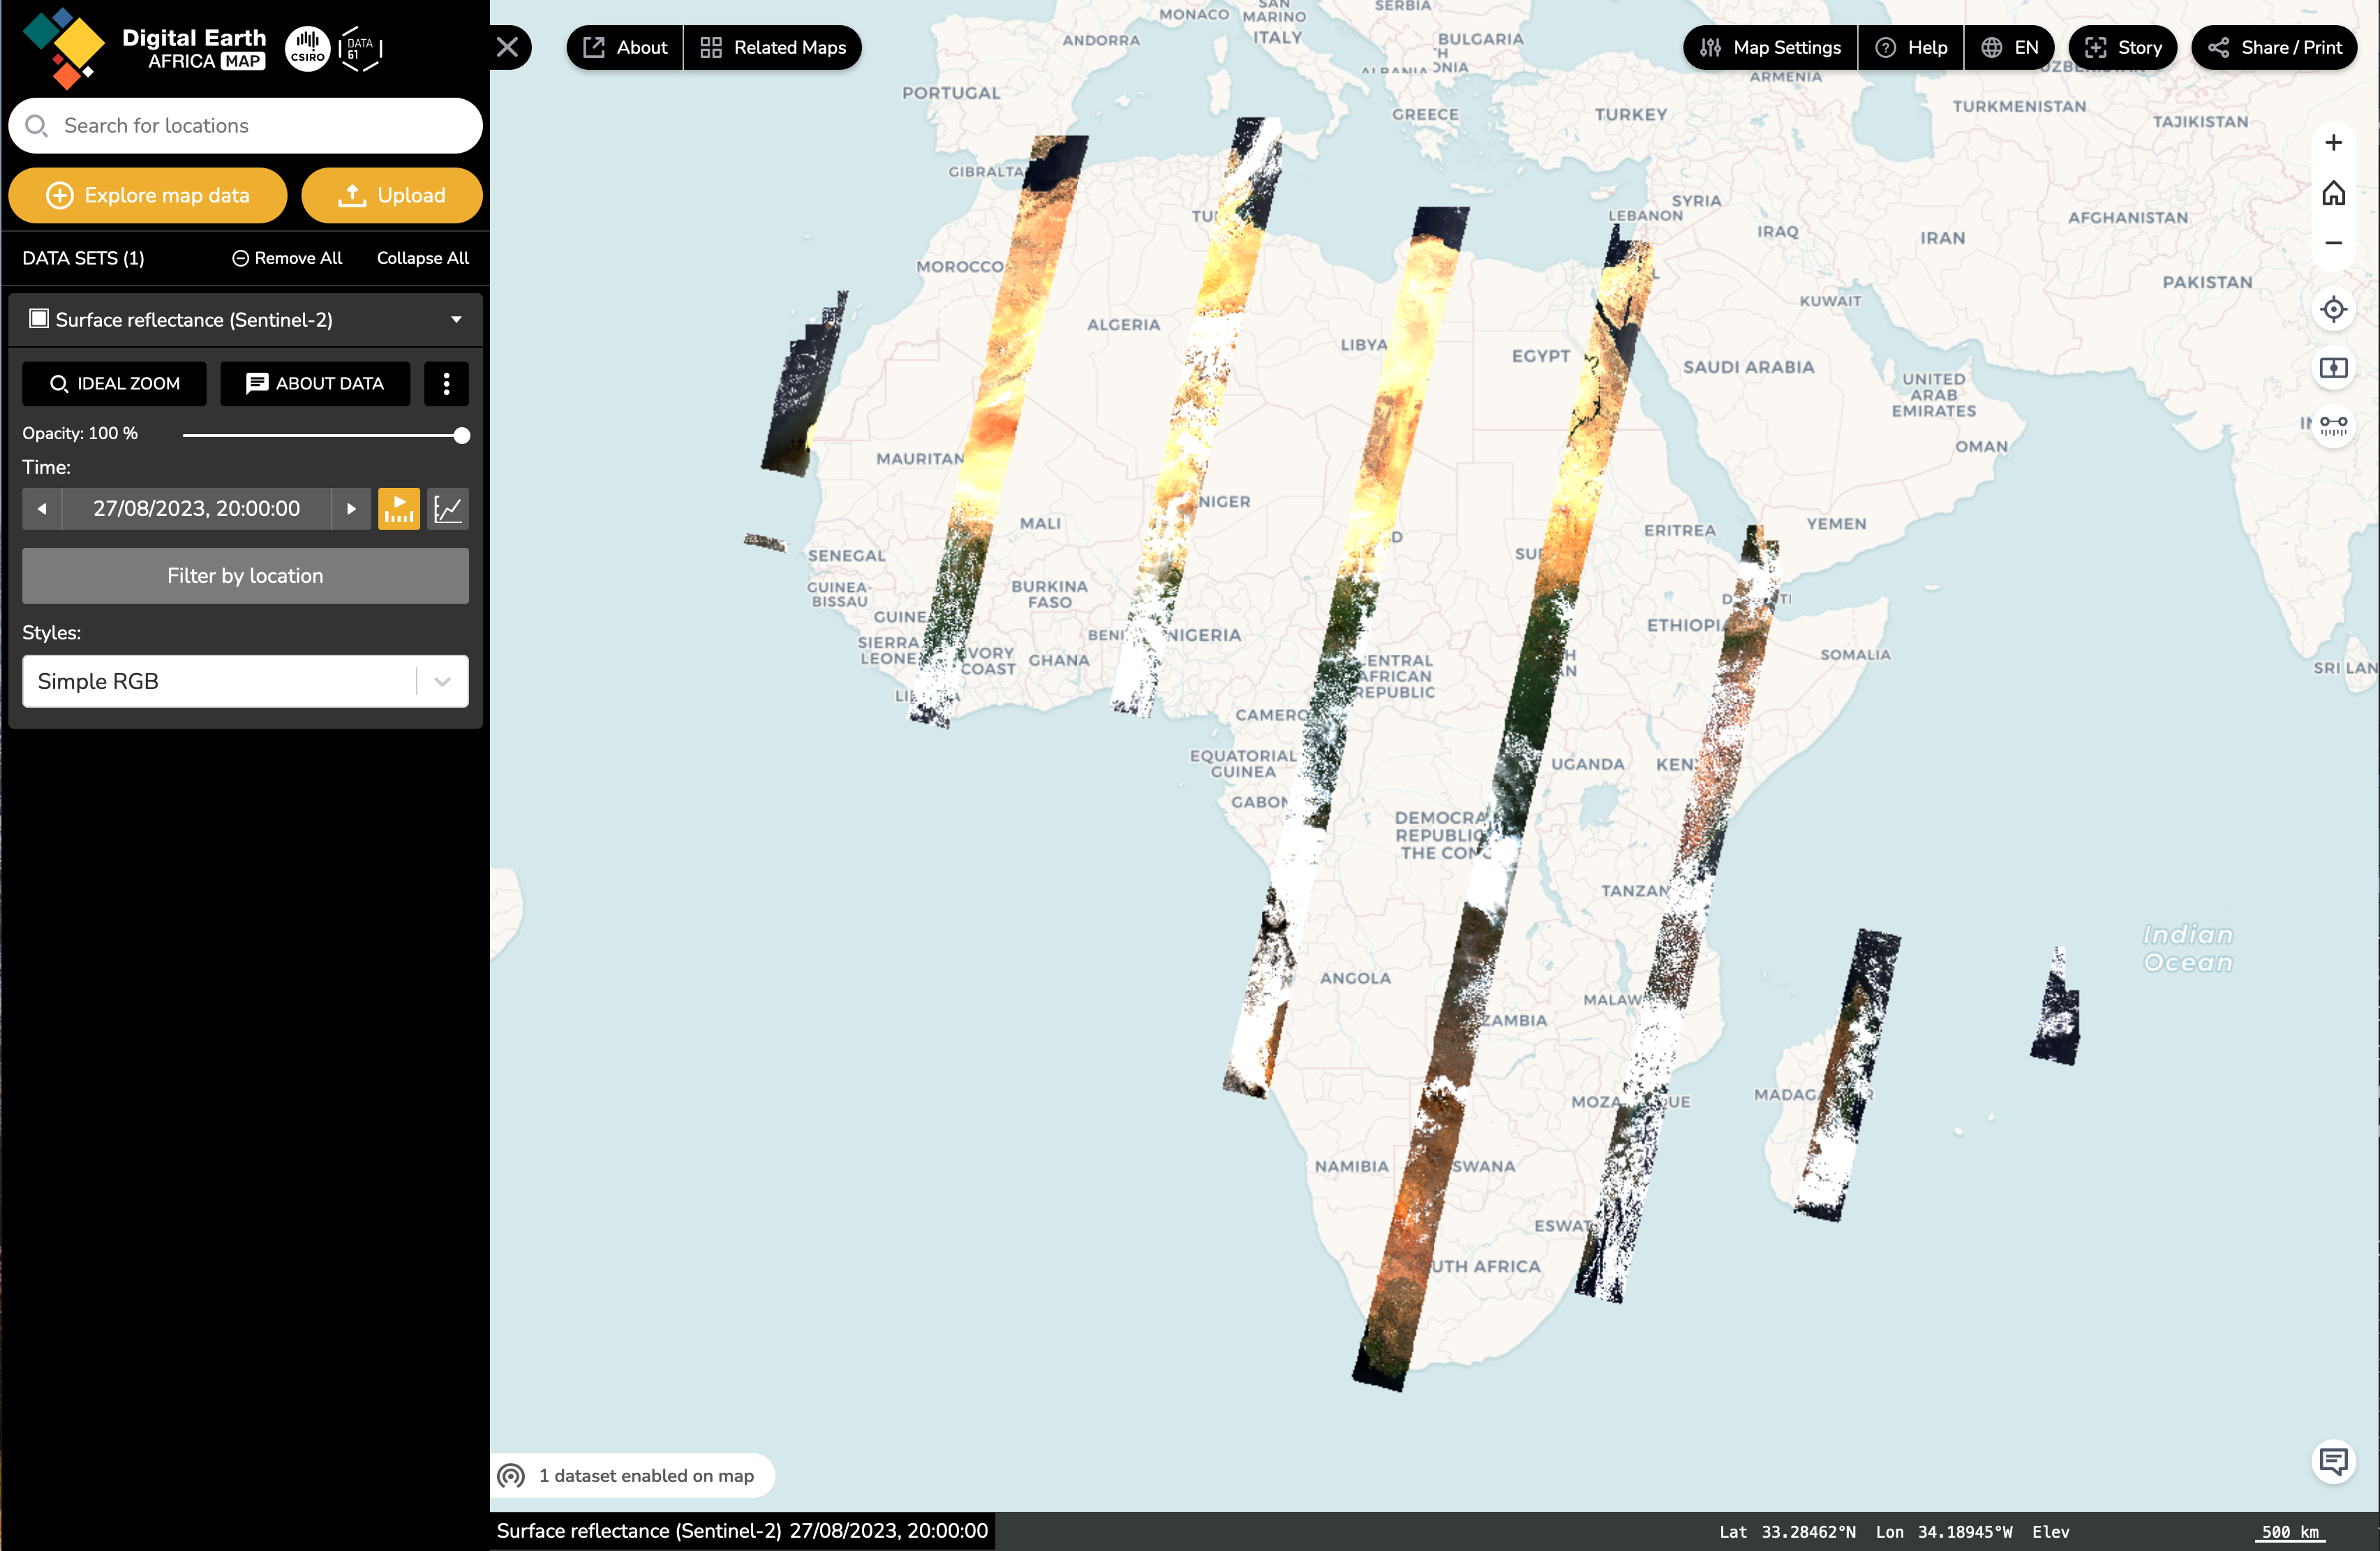 Digital Earth
AFRICA MAP
CSIRO
DATA
61
Search for locations
Explore map data
Upload
DATA SETS (1)
Remove All
Collapse All
Surface reflectance (Sentinel-2)
IDEAL ZOOM
ABOUT DATA
Opacity: 100 %
Time:
27/08/2023, 20:00:00
Filter by location
Styles:
Simple RGB
About
Related Maps
Map Settings
Help
EN
Story
Share / Print
MONACO
SAN
MARINO
ITALY
SERBIA
ANDORRA
BULGARIA
ALBANIA
PORTUGAL
GREECE
TURKEY
ARMENIA
UZBEKISTAN
TURKMENISTAN
TAJIKISTAN
GIBRALTA
TU
SYRIA
LEBANON
IRAQ
IRAN
AFGHANISTAN
PAKISTAN
MOROCCO
ALGERIA
LIBYA
EGYPT
KUWAIT
SAUDI ARABIA
UNITED
ARAB
EMIRATES
OMAN
MAURITAN
MALI
NIGER
D
SU
ERITREA
YEMEN
SENEGAL
GUINEA-
BISSAU
GUINE
BURKINA
FASO
SIERRA
LEONE
VORY
COAST
GHANA
BENI
NIGERIA
LI
ENTRAL
AFRICAN
REPUBLIC
ETHIOPI
SOMALIA
SRI LAN
CAMERO
EQUATORIAL
GUINEA
UGANDA
KEN
GABON
DEMOCRA
REPUBLIC
THE CON
TANZAN
ANGOLA
MALAW
ZAMBIA
Indian
Ocean
MOZA
UE
MADAG
R
NAMIBIA
SWANA
ESWAT
UTH AFRICA
1 dataset enabled on map
Surface reflectance (Sentinel-2) 27/08/2023, 20:00:00
Lat 33.28462°N Lon 34.18945°W Elev
500 km